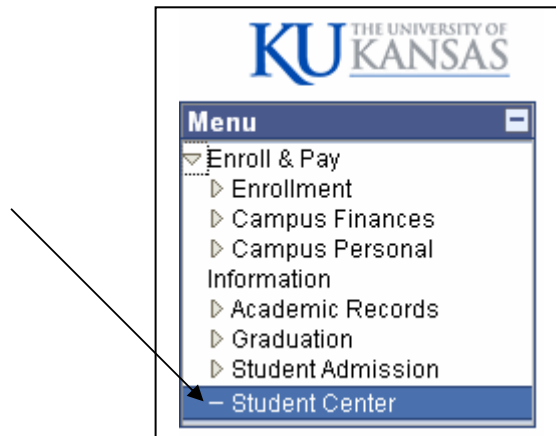 KU THE UNIVERSITY OF
KANSAS
Menu
Enroll & Pay
Enrollment
Campus Finances
Campus Personal
Information
Academic Records
Graduation
Student Admission
Student Center